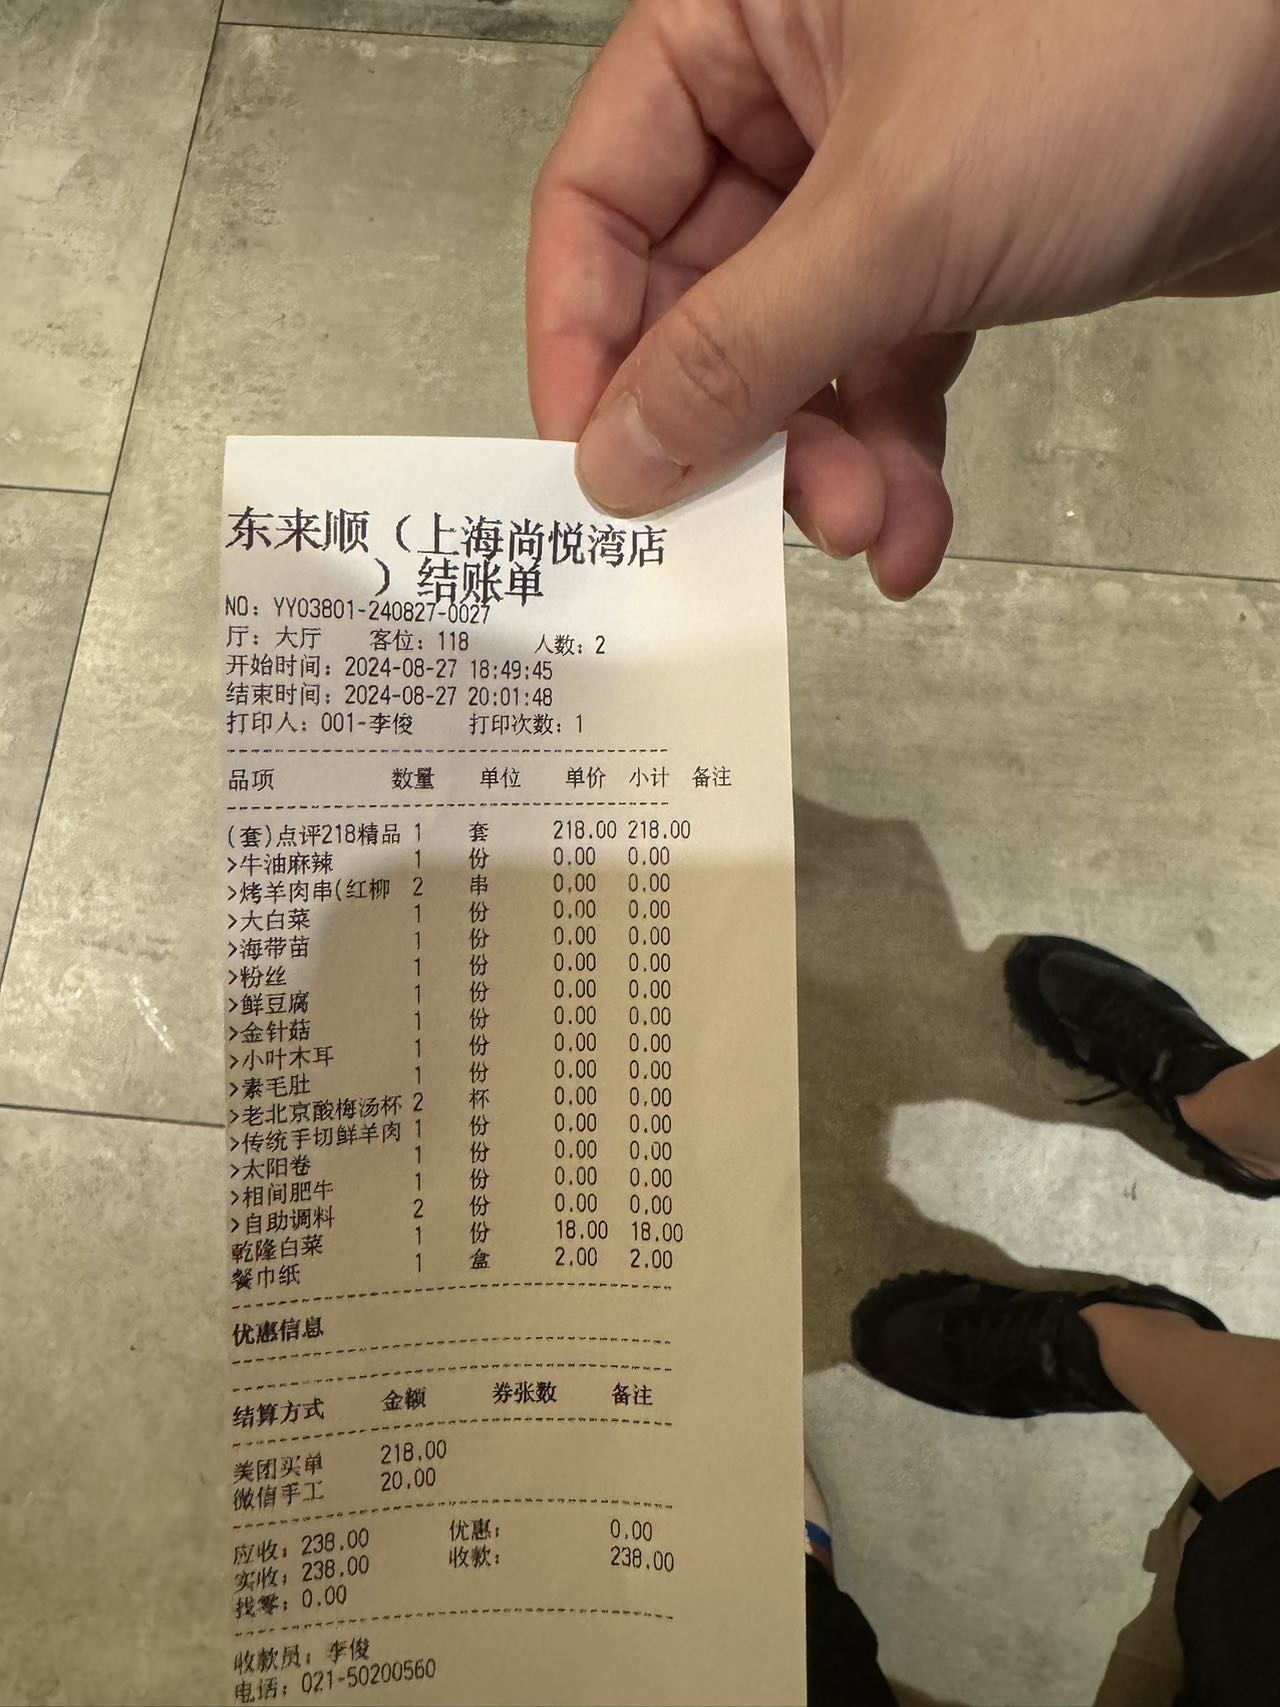 东来顺（上海尚悦湾店
）结账单
NO：YY03801-240827-0027
厅：大厅 客位：118 人数：2
开始时间：2024-08-27 18:49:45
结束时间：2024-08-27 20:01:48
打印人：001-李俊 打印次数：1
品项 数量 单位 单价 小计 备注
(套)点评218精品 1 套 218.00 218.00
>牛油麻辣 1 份 0.00 0.00
>烤羊肉串(红柳 2 串 0.00 0.00
>大白菜 1 份 0.00 0.00
>海带苗 1 份 0.00 0.00
>粉丝 1 份 0.00 0.00
>鲜豆腐 1 份 0.00 0.00
>金针菇 1 份 0.00 0.00
>小叶木耳 1 份 0.00 0.00
>素毛肚 1 份 0.00 0.00
>老北京酸梅汤杯 2 杯 0.00 0.00
>传统手切鲜羊肉 1 份 0.00 0.00
>太阳卷 1 份 0.00 0.00
>相间肥牛 1 份 0.00 0.00
>自助调料 2 份 0.00 0.00
乾隆白菜 1 份 18.00 18.00
餐巾纸 1 盒 2.00 2.00
优惠信息
结算方式 金额 券张数 备注
美团买单 218.00
微信手工 20.00
应收：238.00 优惠： 0.00
实收：238.00 收款： 238.00
找零：0.00
收款员：李俊
电话：021-50200560